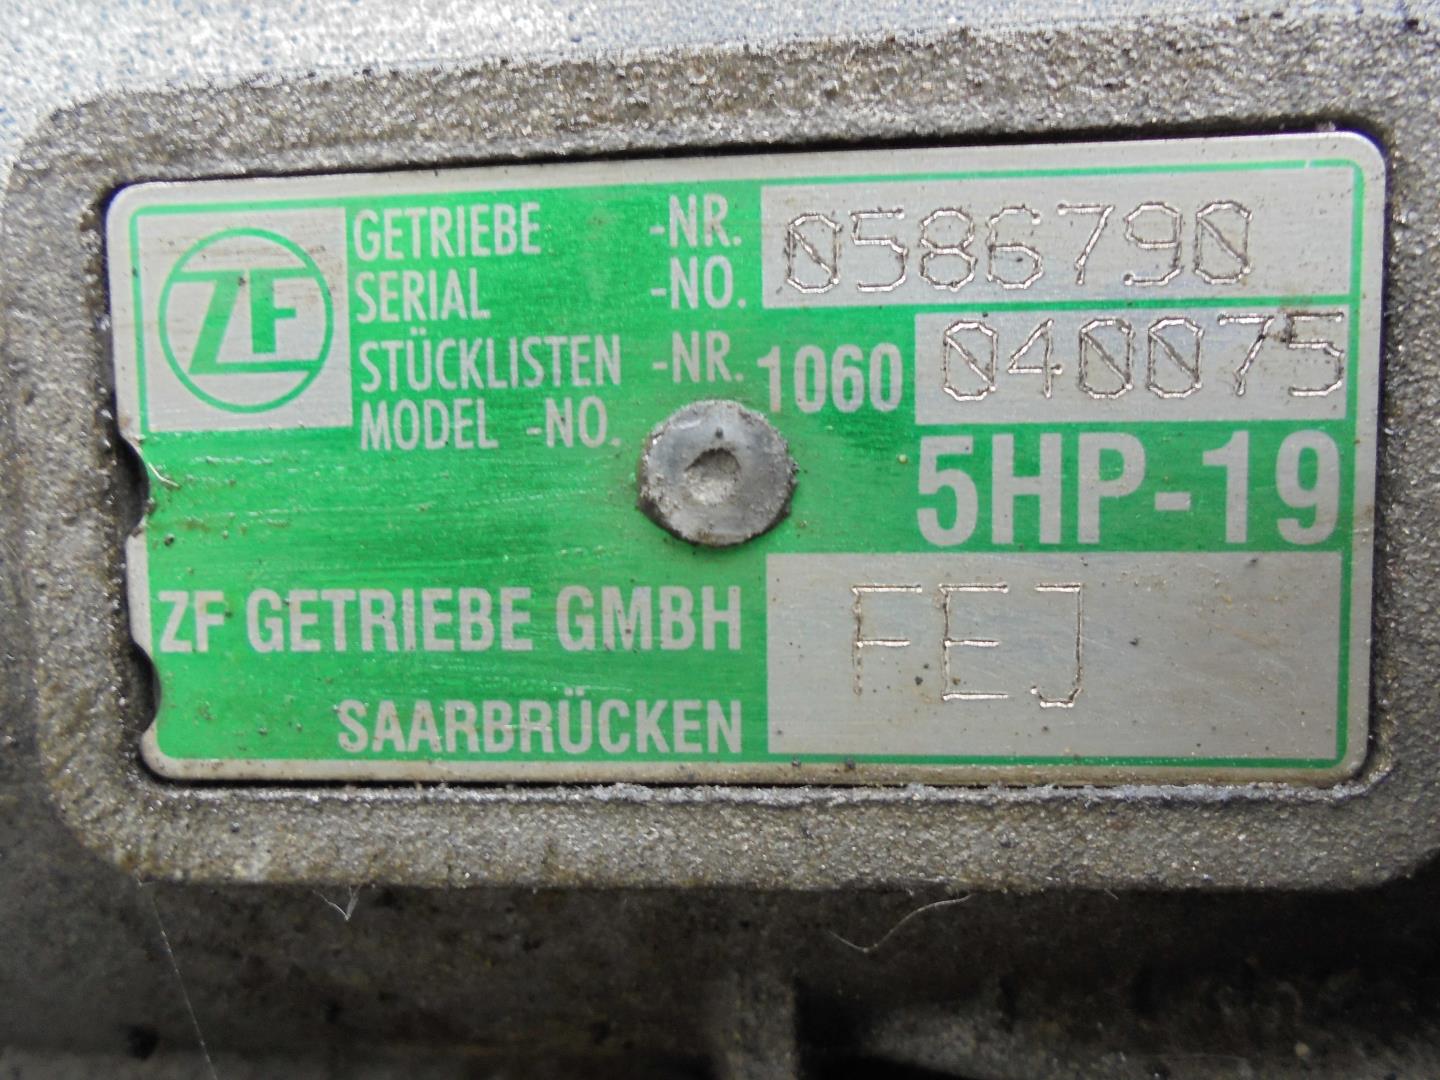 ZF
GETRIEBE -NR. 0586790
SERIAL -NO.
STÜCKLISTEN -NR. 1060 040075
MODEL -NO.
5HP-19
ZF GETRIEBE GMBH FEJ
SAARBRÜCKEN